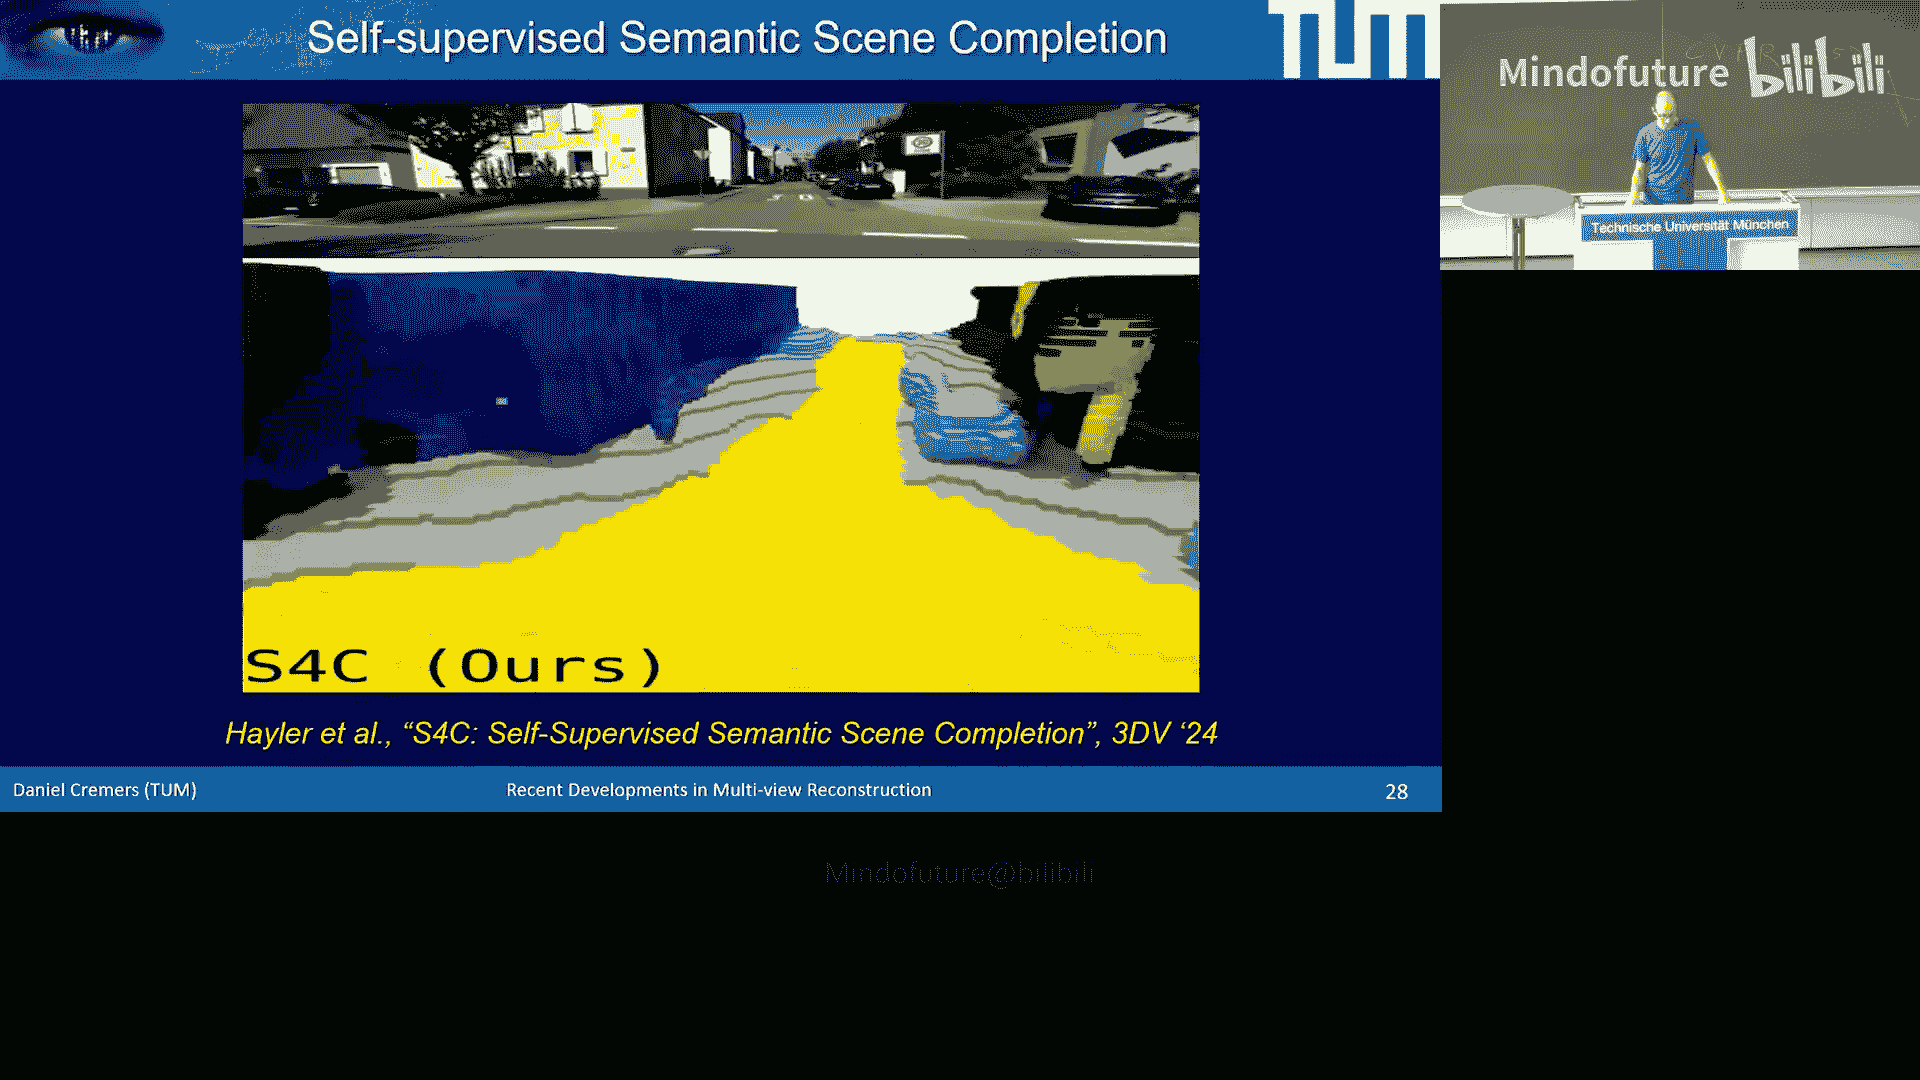 Self-supervised Semantic Scene Completion
TUM
Mindofuture bilibili
Technische Universität München
S4C (Ours)
Hayler et al., “S4C: Self-Supervised Semantic Scene Completion”, 3DV ‘24
Daniel Cremers (TUM)
Recent Developments in Multi-view Reconstruction
28
Mindofuture@bilibili